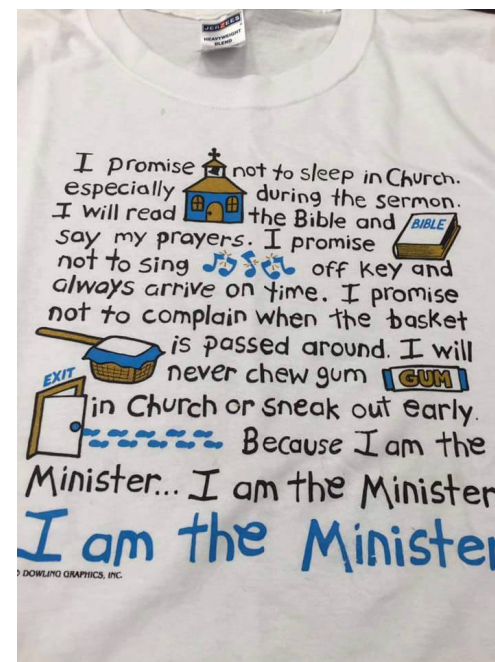 JERZEES
HEAVYWEIGHT
BLEND
I promise not to sleep in Church.
especially during the sermon.
I will read the Bible and BIBLE
say my prayers. I promise
not to sing off key and
always arrive on time. I promise
not to complain when the basket
is passed around. I will
never chew gum GUM
EXIT
in Church or sneak out early.
Because I am the
Minister... I am the Minister
I am the Minister
DOWLING GRAPHICS, INC.